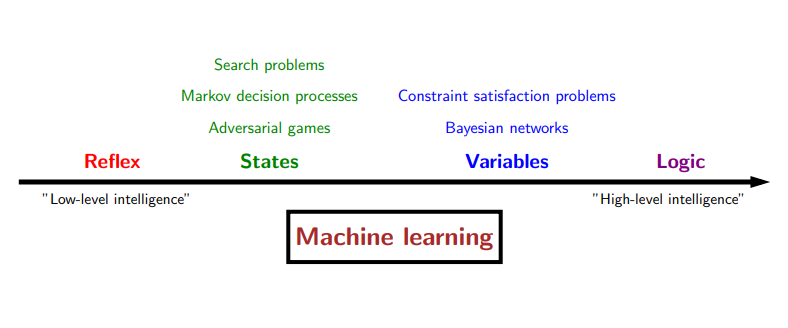 Search problems
Markov decision processes
Constraint satisfaction problems
Adversarial games
Bayesian networks
Reflex
States
Variables
Logic
"Low-level intelligence"
"High-level intelligence"
Machine learning